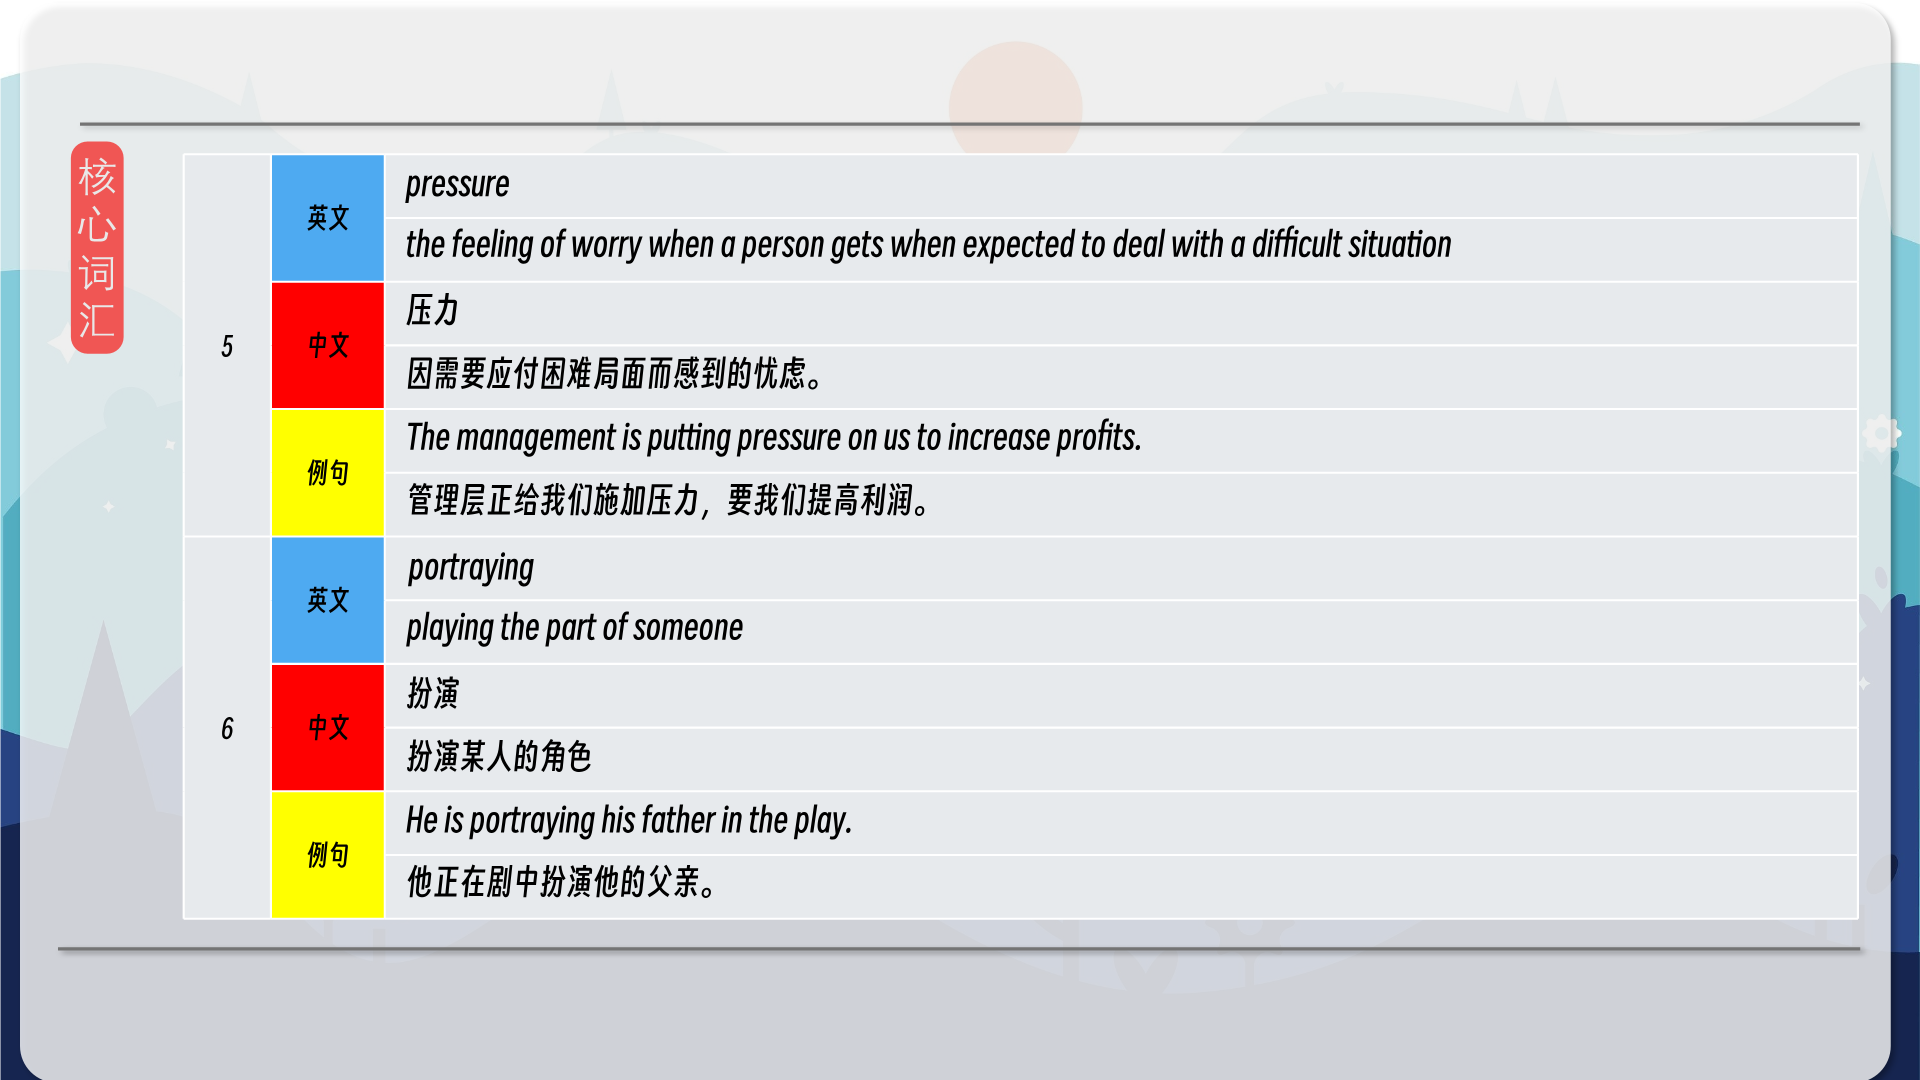 核心词汇
5
英文
pressure
the feeling of worry when a person gets when expected to deal with a difficult situation
中文
压力
因需要应付困难局面而感到的忧虑。
例句
The management is putting pressure on us to increase profits.
管理层正给我们施加压力，要我们提高利润。
6
英文
portraying
playing the part of someone
中文
扮演
扮演某人的角色
例句
He is portraying his father in the play.
他正在剧中扮演他的父亲。